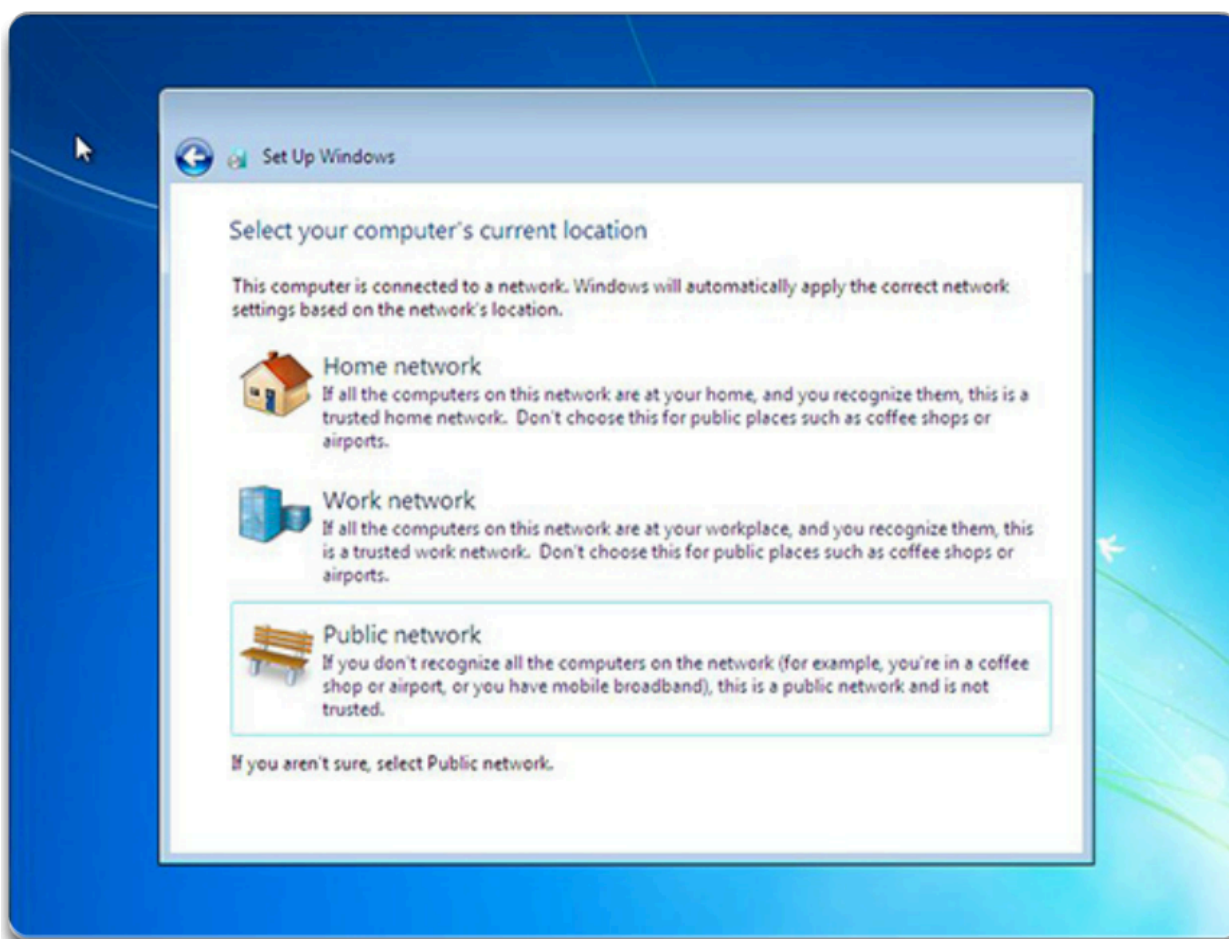 Set Up Windows
Select your computer's current location
This computer is connected to a network. Windows will automatically apply the correct network
settings based on the network's location.
Home network
If all the computers on this network are at your home, and you recognize them, this is a
trusted home network.  Don't choose this for public places such as coffee shops or
airports.
Work network
If all the computers on this network are at your workplace, and you recognize them, this
is a trusted work network.  Don't choose this for public places such as coffee shops or
airports.
Public network
If you don't recognize all the computers on the network (for example, you're in a coffee
shop or airport, or you have mobile broadband), this is a public network and is not
trusted.
If you aren't sure, select Public network.